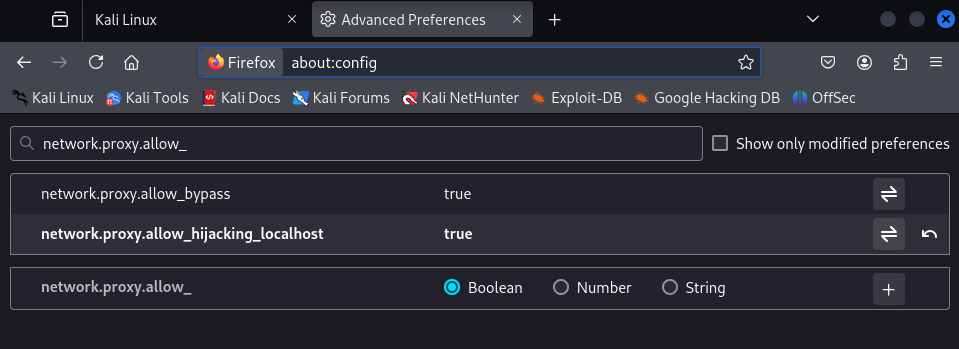 Kali Linux
Advanced Preferences
Firefox about:config
Kali Linux Kali Tools Kali Docs Kali Forums Kali NetHunter Exploit-DB Google Hacking DB OffSec
network.proxy.allow_ Show only modified preferences
network.proxy.allow_bypass true
network.proxy.allow_hijacking_localhost true
network.proxy.allow_ Boolean Number String